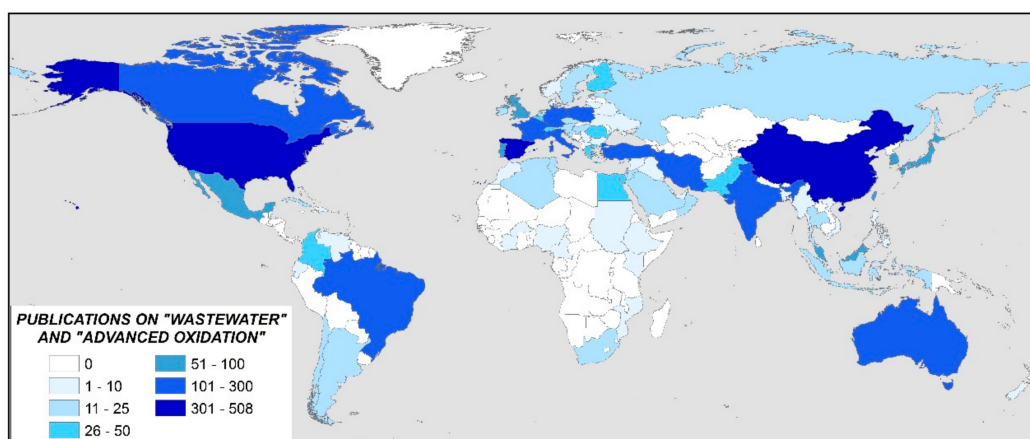 PUBLICATIONS ON "WASTEWATER"
AND "ADVANCED OXIDATION"
0
1 - 10
11 - 25
26 - 50
51 - 100
101 - 300
301 - 508